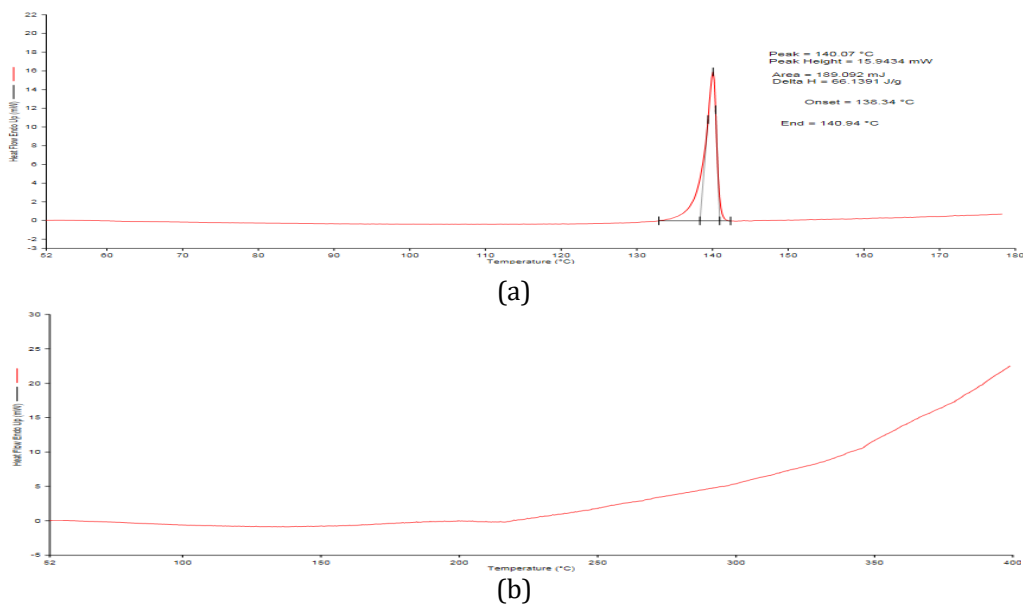 22
20
18
16
14
12
10
8
6
4
2
0
-2
-3
Heat Flow Endo Up (mW)
Peak = 140.07 °C
Peak Height = 15.9434 mW
Area = 189.092 mJ
Delta H = 66.1391 J/g
Onset = 138.34 °C
End = 140.94 °C
52 60 70 80 90 100 110 120 130 140 150 160 170 180
Temperature (°C)
(a)
30
25
20
15
10
5
0
-5
Heat Flow Endo Up (mW)
52 100 150 200 250 300 350 400
Temperature (°C)
(b)